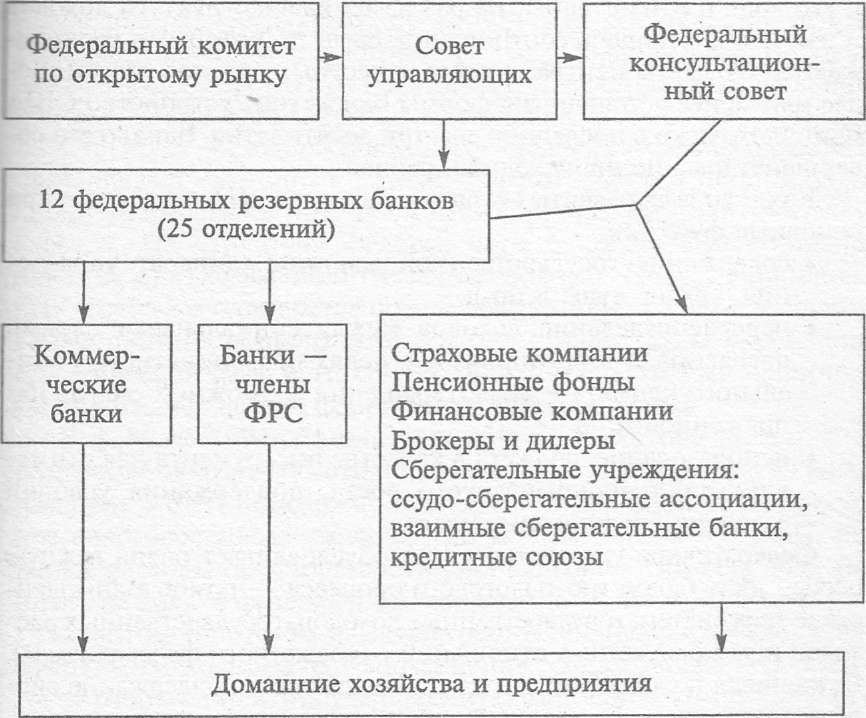 Федеральный комитет
по открытому рынку
Совет
управляющих
Федеральный
консультацион-
ный совет
12 федеральных резервных банков
(25 отделений)
Коммер-
ческие
банки
Банки —
члены
ФРС
Страховые компании
Пенсионные фонды
Финансовые компании
Брокеры и дилеры
Сберегательные учреждения:
ссудо-сберегательные ассоциации,
взаимные сберегательные банки,
кредитные союзы
Домашние хозяйства и предприятия